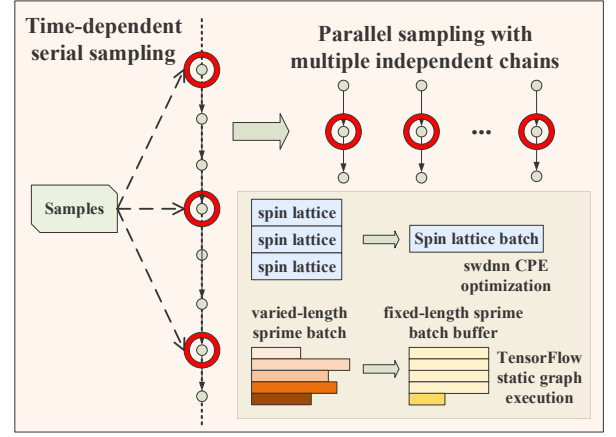 Time-dependent
serial sampling
Parallel sampling with
multiple independent chains
...
Samples
spin lattice
spin lattice
spin lattice
Spin lattice batch
swdnn CPE
optimization
varied-length
sprime batch
fixed-length sprime
batch buffer
TensorFlow
static graph
execution